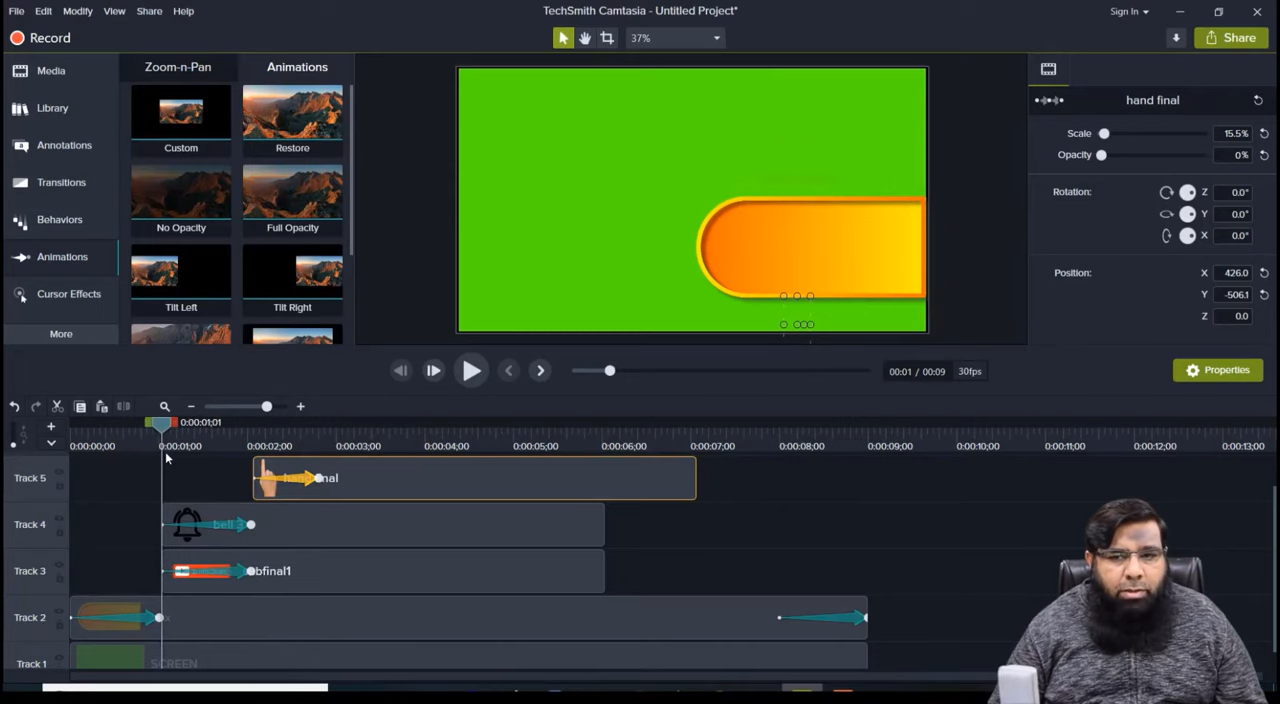 File Edit Modify View Share Help
TechSmith Camtasia - Untitled Project*
Sign In
Record
37%
Share
Media
Library
Annotations
Transitions
Behaviors
Animations
Cursor Effects
More
Zoom-n-Pan
Animations
Custom
Restore
No Opacity
Full Opacity
Tilt Left
Tilt Right
hand final
Scale 15.5%
Opacity 0%
Rotation: Z 0.0°
Y 0.0°
X 0.0°
Position: X 426.0
Y -506.1
Z 0.0
00:01 / 00:09 30fps
Properties
0:00:01;01
0:00:00;00 0:00:01;00 0:00:02;00 0:00:03;00 0:00:04;00 0:00:05;00 0:00:06;00 0:00:07;00 0:00:08;00 0:00:09;00 0:00:10;00 0:00:11;00 0:00:12;00 0:00:13;00
Track 5
Track 4 bell
Track 3 bfinal1
Track 2
Track 1 SCREEN